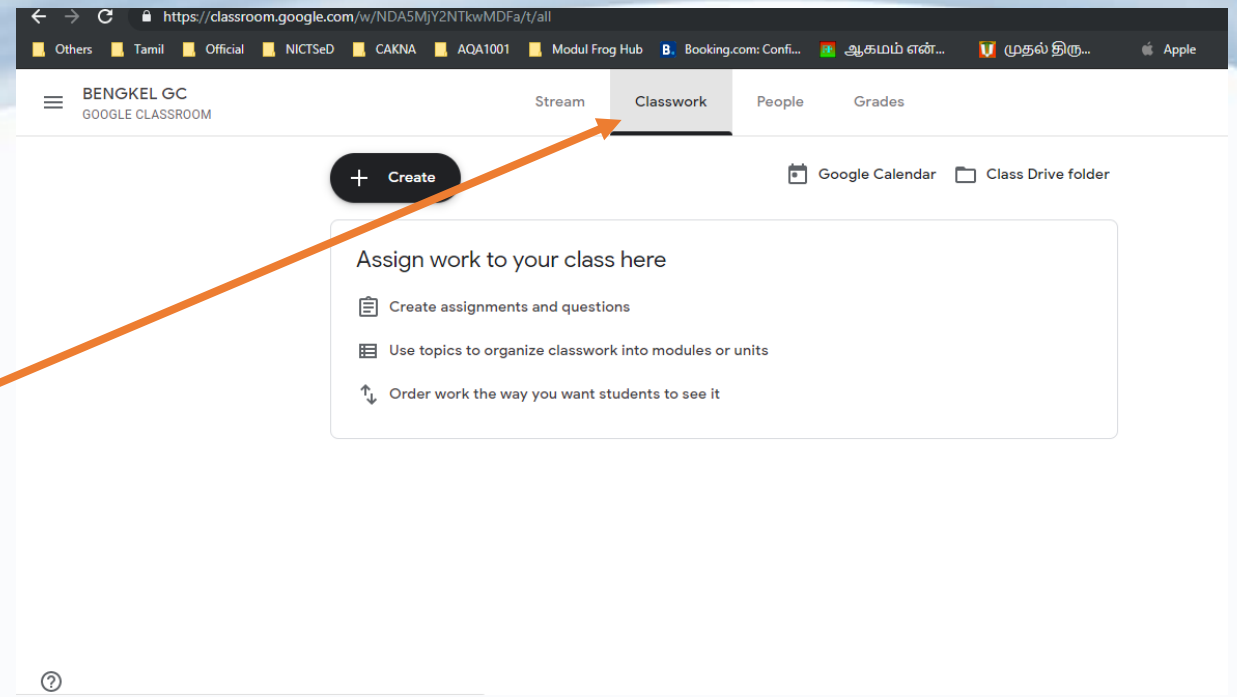 https://classroom.google.com/w/NDA5MjY2NTkwMDFa/t/all
Others Tamil Official NICTSeD CAKNA AQA1001 Modul Frog Hub B. Booking.com: Confi... ஆகமம் என்... முதல் திரு... Apple
BENGKEL GC
GOOGLE CLASSROOM
Stream Classwork People Grades
+ Create
Google Calendar Class Drive folder
Assign work to your class here
Create assignments and questions
Use topics to organize classwork into modules or units
Order work the way you want students to see it